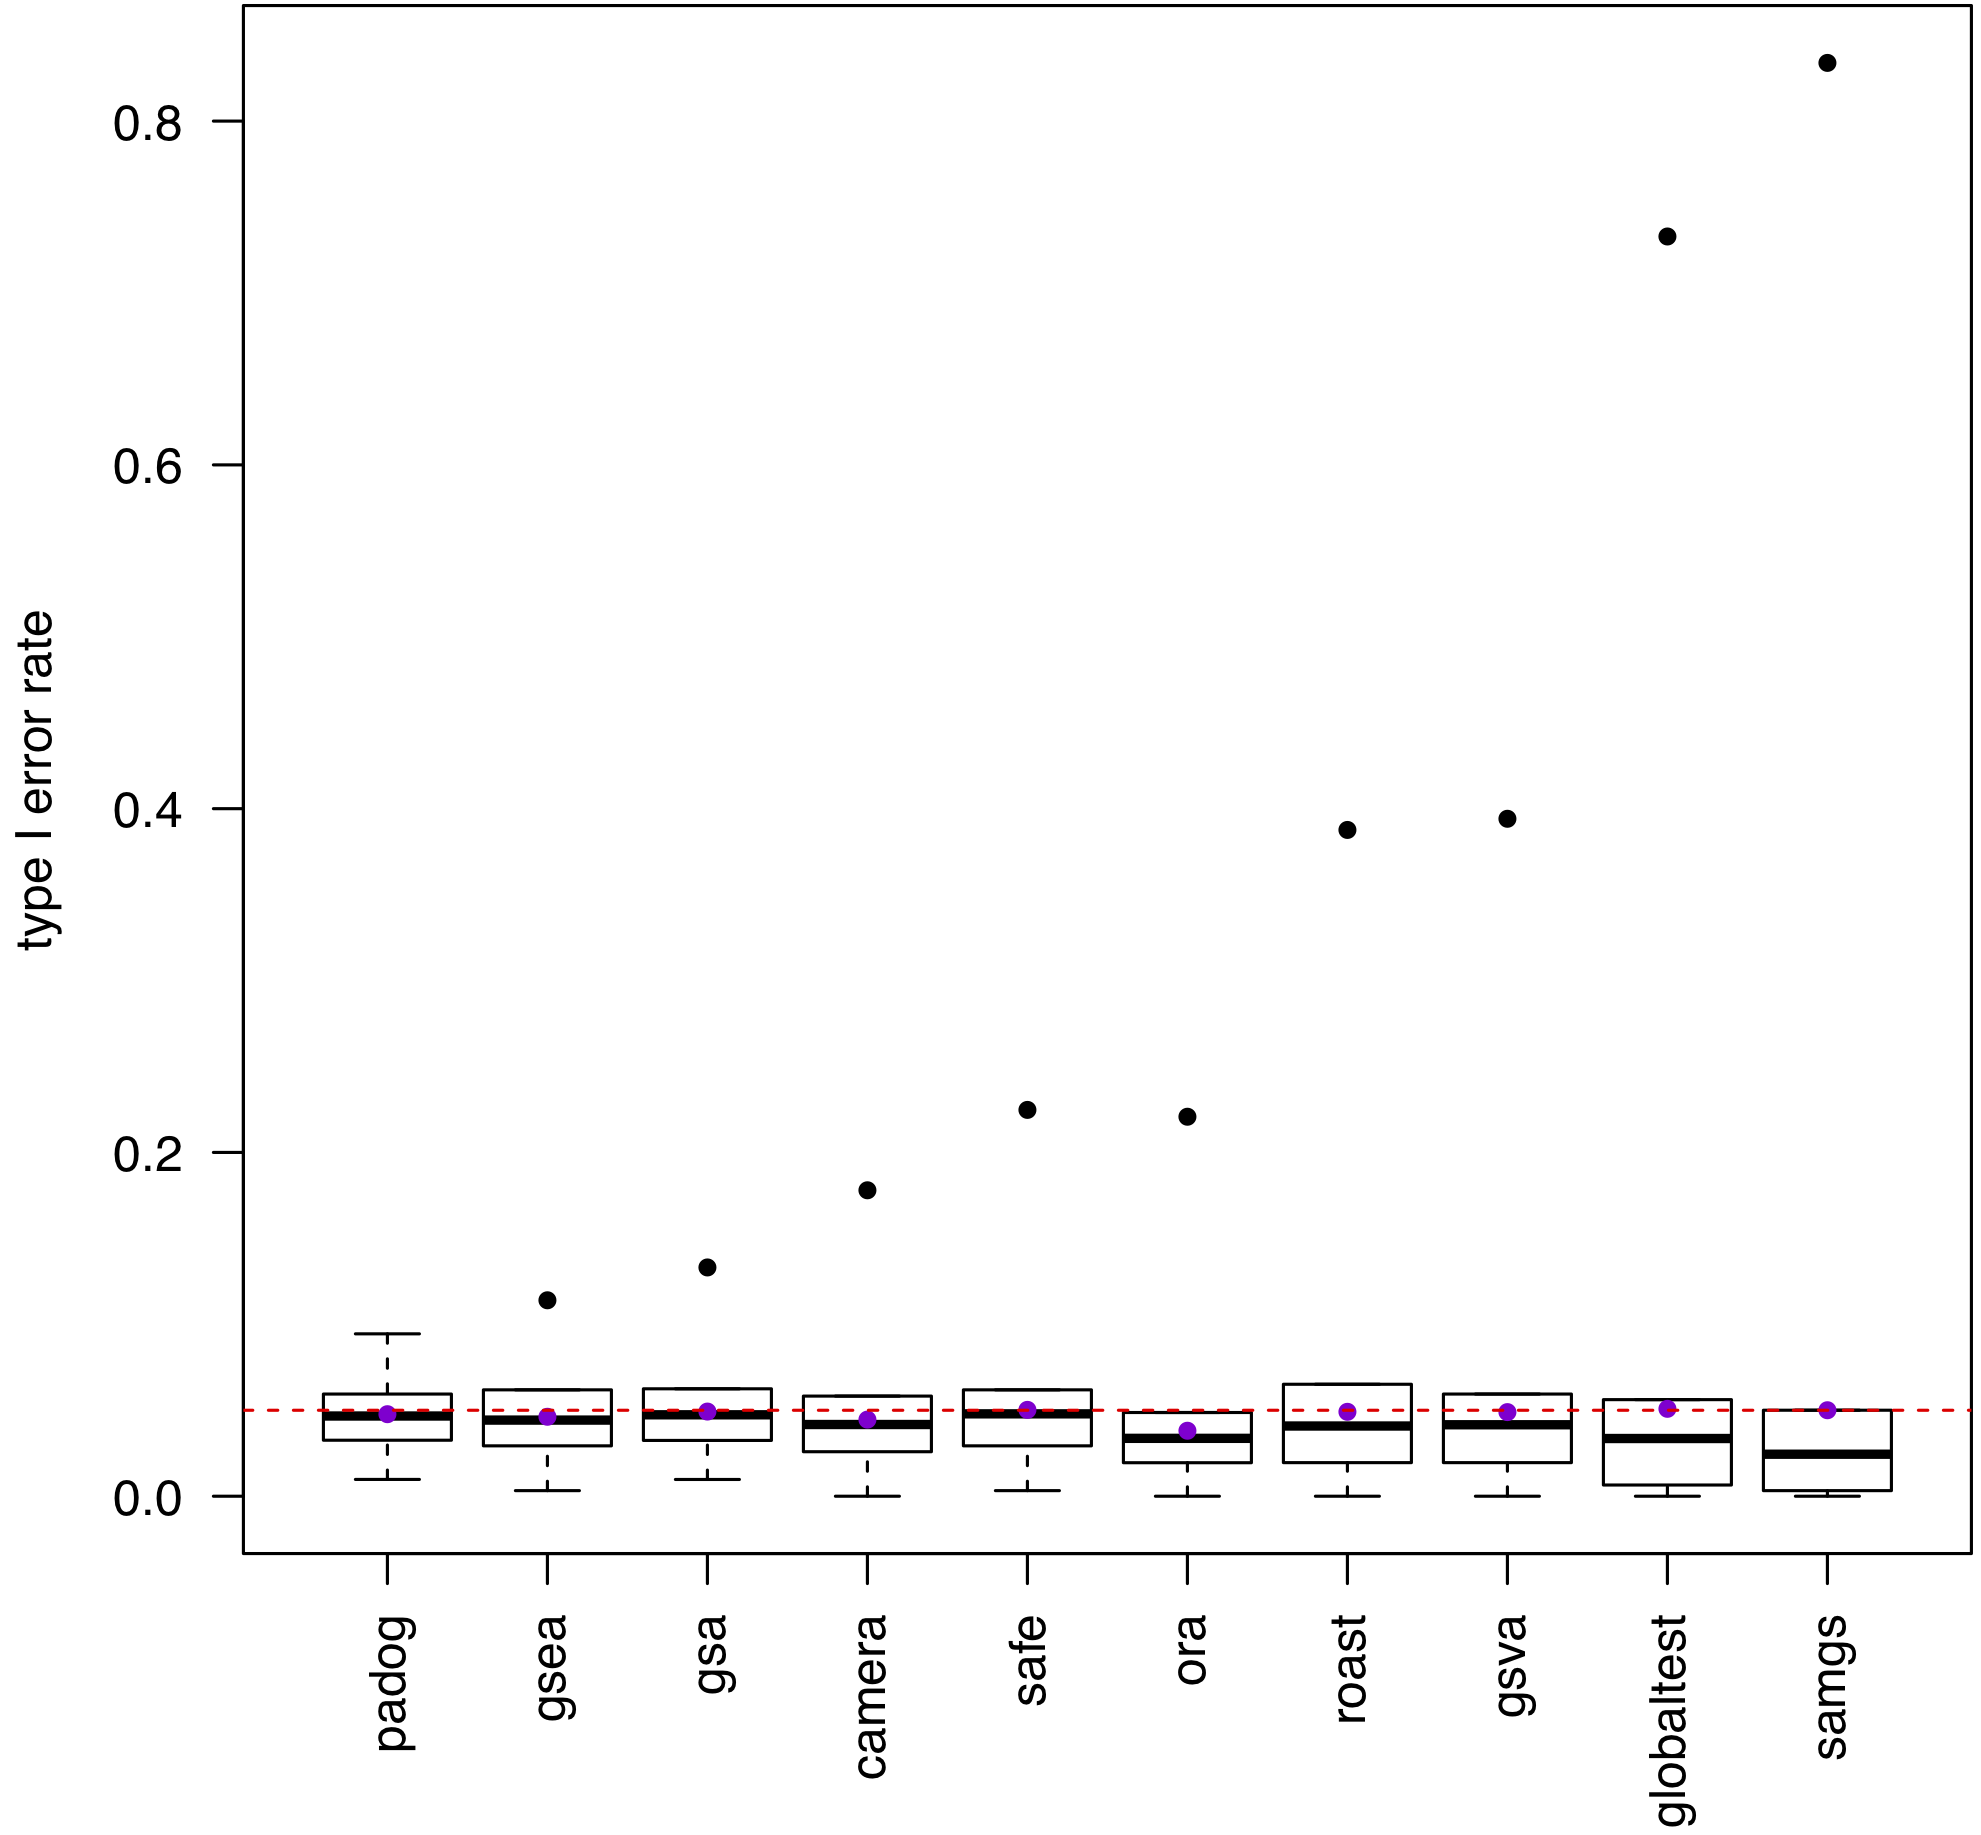 type I error rate
0.8
0.6
0.4
0.2
0.0
padog
gsea
gsa
camera
safe
ora
roast
gsva
globaltest
samgs